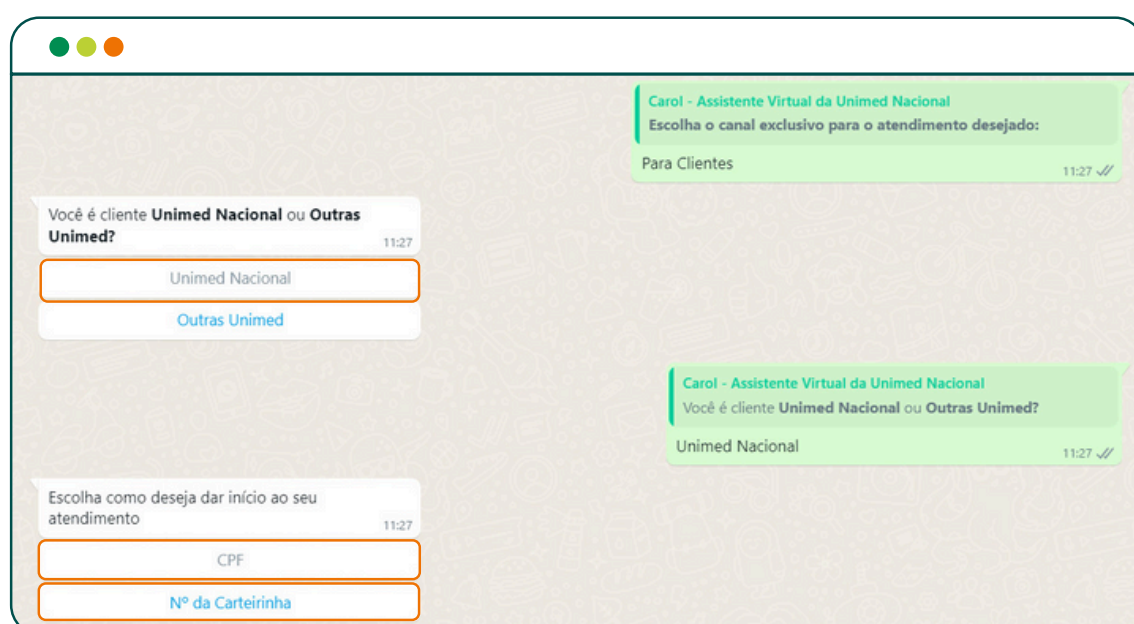 Carol - Assistente Virtual da Unimed Nacional
Escolha o canal exclusivo para o atendimento desejado:
Para Clientes
11:27
Você é cliente Unimed Nacional ou Outras
Unimed?
11:27
Unimed Nacional
Outras Unimed
Carol - Assistente Virtual da Unimed Nacional
Você é cliente Unimed Nacional ou Outras Unimed?
Unimed Nacional
11:27
Escolha como deseja dar início ao seu
atendimento
11:27
CPF
Nº da Carteirinha